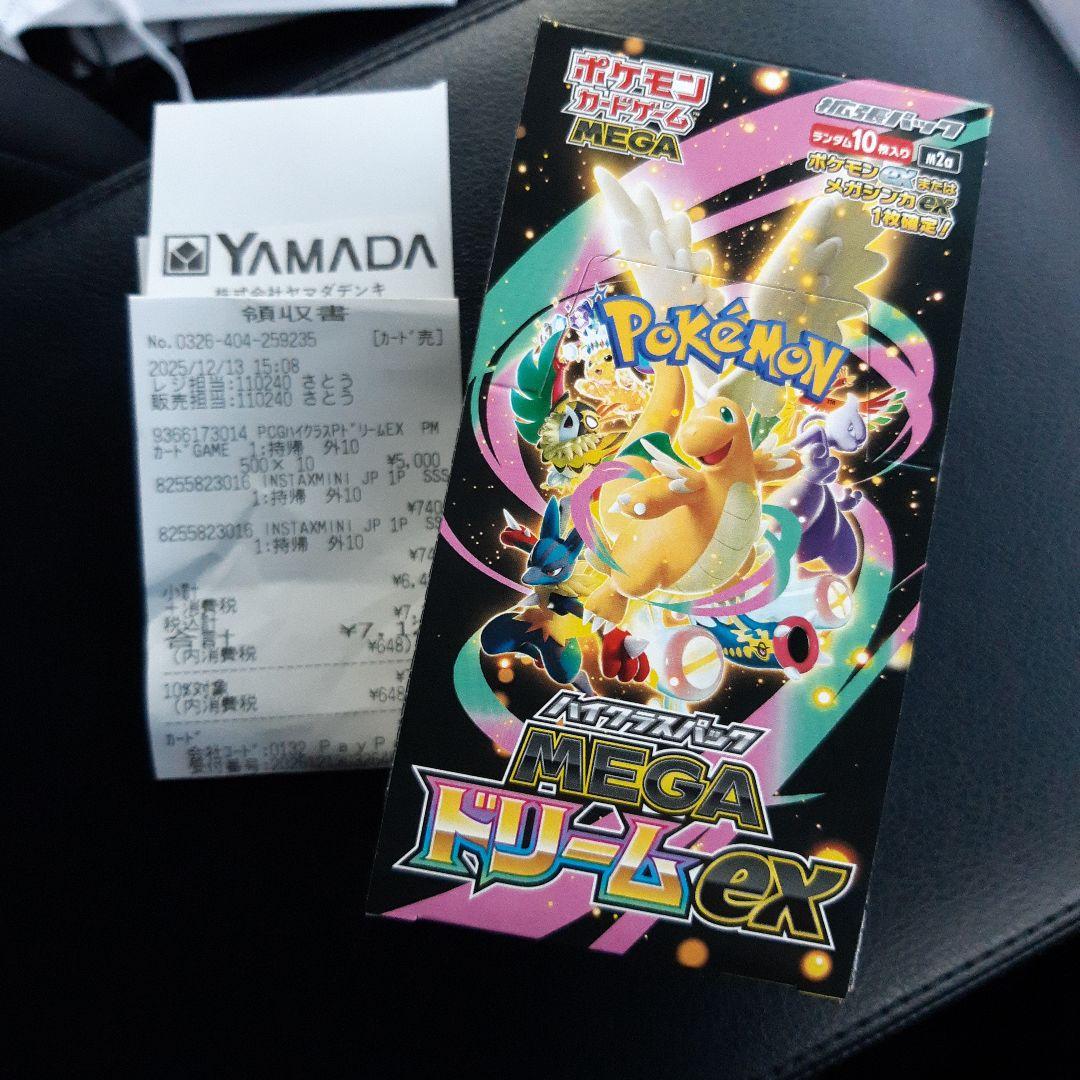 YAMADA
株式会社ヤマダデンキ
領収書
No.0326-404-259235 [カード売]
2025/12/13 15:08
レジ担当:110240 さとう
販売担当:110240 さとう
9366173014 PCGハイクラスPドリームEX PM
カードGAME 1:持帰 外10
500× 10 ¥5,000
8255823016 INSTAXMINI JP 1P SSS
1:持帰 外10
¥740
8255823016 INSTAXMINI JP 1P SS
1:持帰 外10
¥74
小計 ¥6,4
+消費税
税込計 ¥7,
合計 ¥7,1
(内消費税 ¥648)
10%対象
(内消費税 ¥648
カード
会社コード:0132 PayP
ポケモン
カードゲーム
MEGA
拡張パック
ランダム10枚入り M2a
ポケモンexまたは
メガシンカex
1枚確定!
POKéMON
ハイクラスパック
MEGA
ドリームex